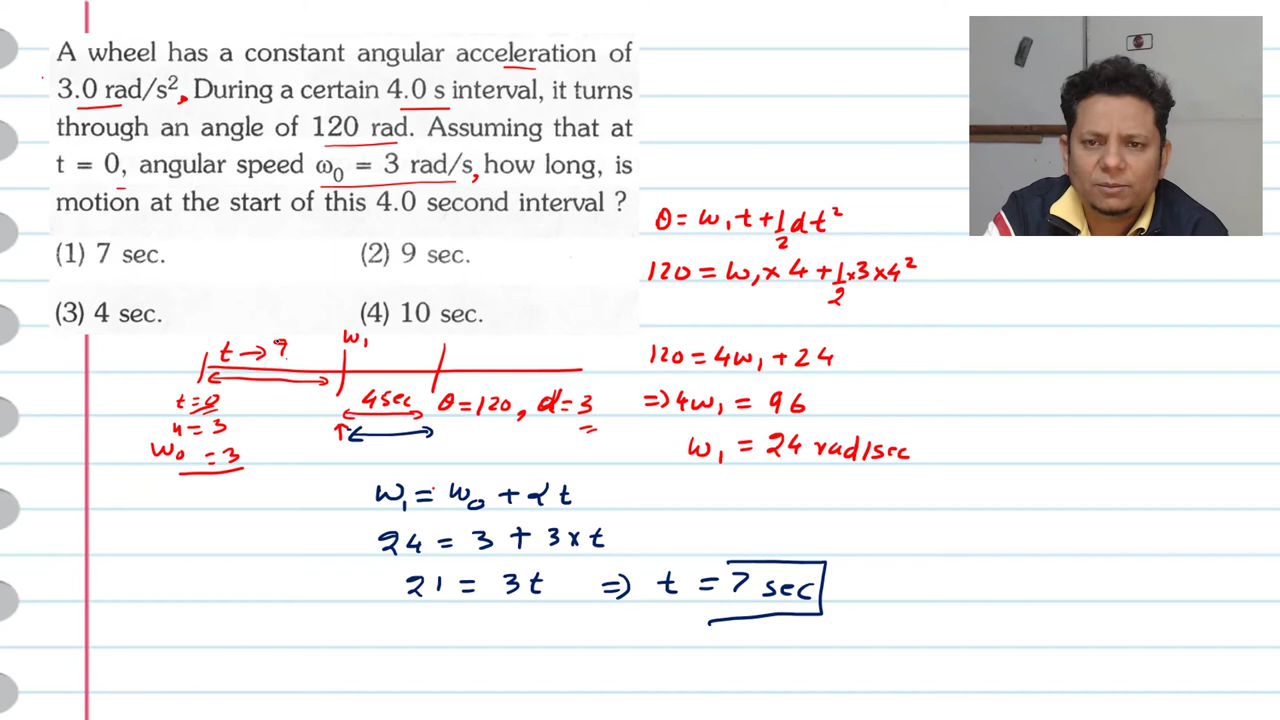 A wheel has a constant angular acceleration of
3.0 rad/s², During a certain 4.0 s interval, it turns
through an angle of 120 rad. Assuming that at
t = 0, angular speed ω₀ = 3 rad/s, how long, is
motion at the start of this 4.0 second interval ?
(1) 7 sec.
(2) 9 sec.
(3) 4 sec.
(4) 10 sec.
θ = ω₁t + 1/2 αt²
120 = ω₁ × 4 + 1/2 × 3 × 4²
120 = 4ω₁ + 24
⇒ 4ω₁ = 96
ω₁ = 24 rad/sec
t → ?
ω₁
t = 0
4 sec
θ = 120, α = 3
u = 3
ω₀ = 3
ω₁ = ω₀ + αt
24 = 3 + 3 × t
21 = 3t ⇒ t = 7 sec